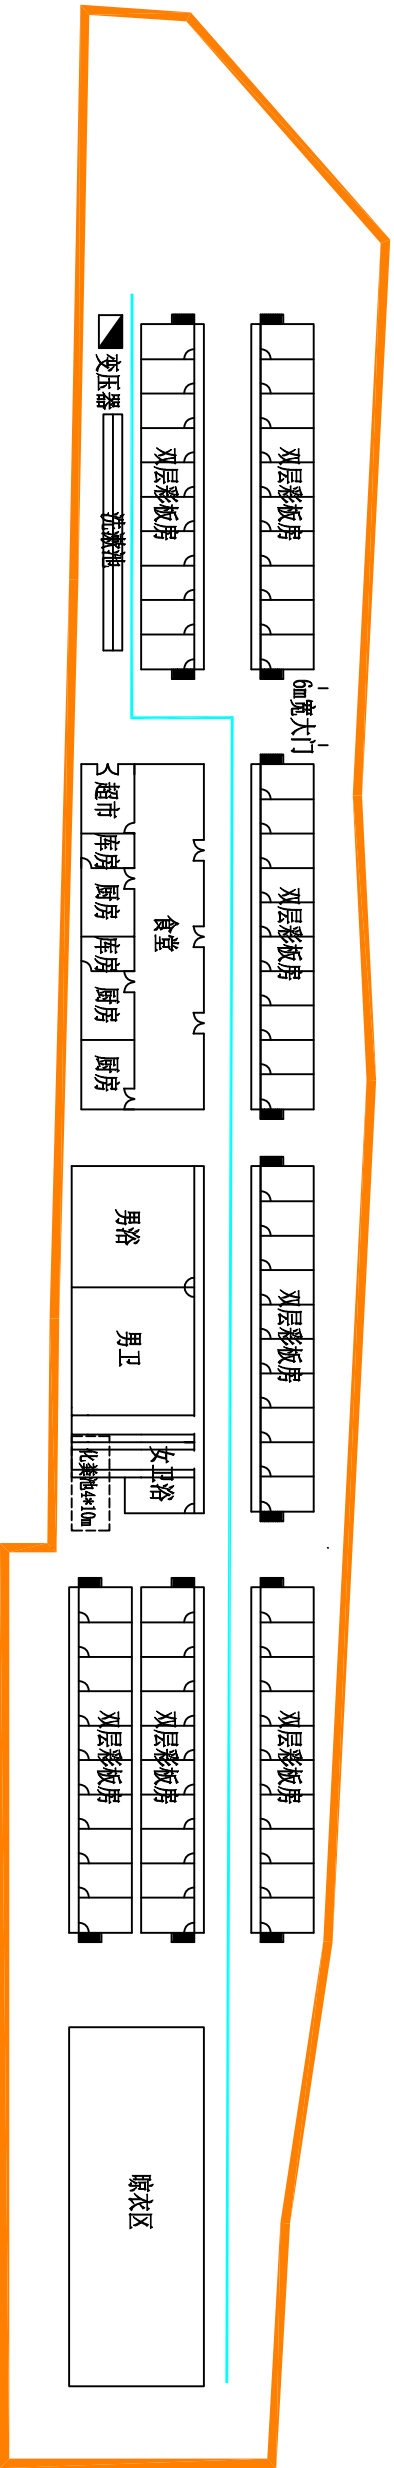 变压器
双层彩板房
双层彩板房
洗漱池
6m宽大门
超市
库房
厨房
食堂
双层彩板房
库房
厨房
厨房
男浴
男卫
双层彩板房
女卫浴
化粪池4*10m
双层彩板房
双层彩板房
双层彩板房
晾衣区